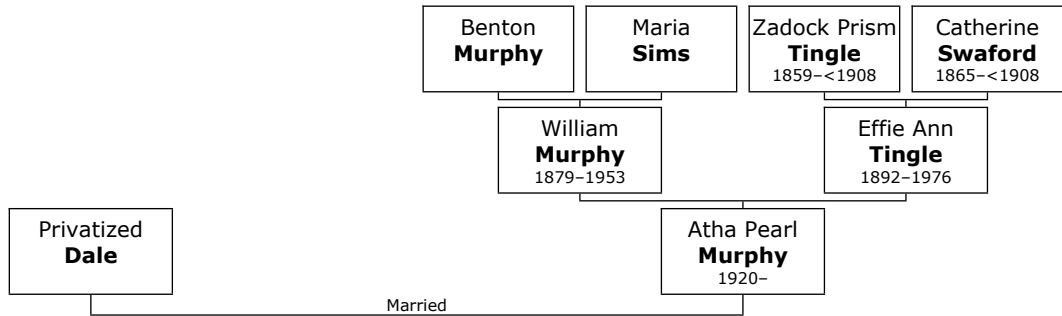 Benton
Murphy
Maria
Sims
Zadock Prism
Tingle
1859–<1908
Catherine
Swaford
1865–<1908
William
Murphy
1879–1953
Effie Ann
Tingle
1892–1976
Privatized
Dale
Atha Pearl
Murphy
1920–
Married